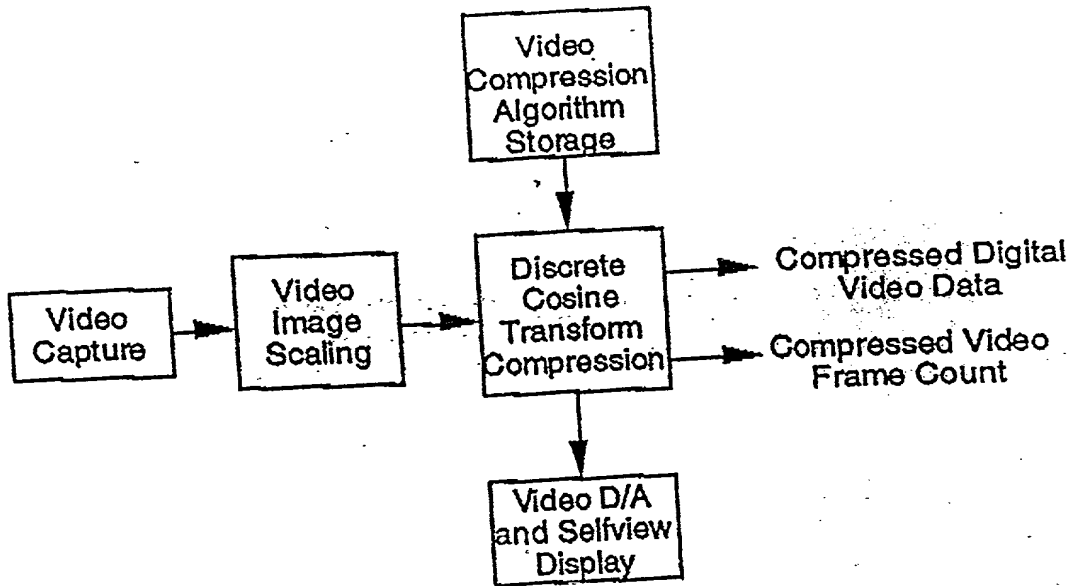 Video
Compression
Algorithm
Storage
Video
Capture
Video
Image
Scaling
Discrete
Cosine
Transform
Compression
Compressed Digital
Video Data
Compressed Video
Frame Count
Video D/A
and Selfview
Display